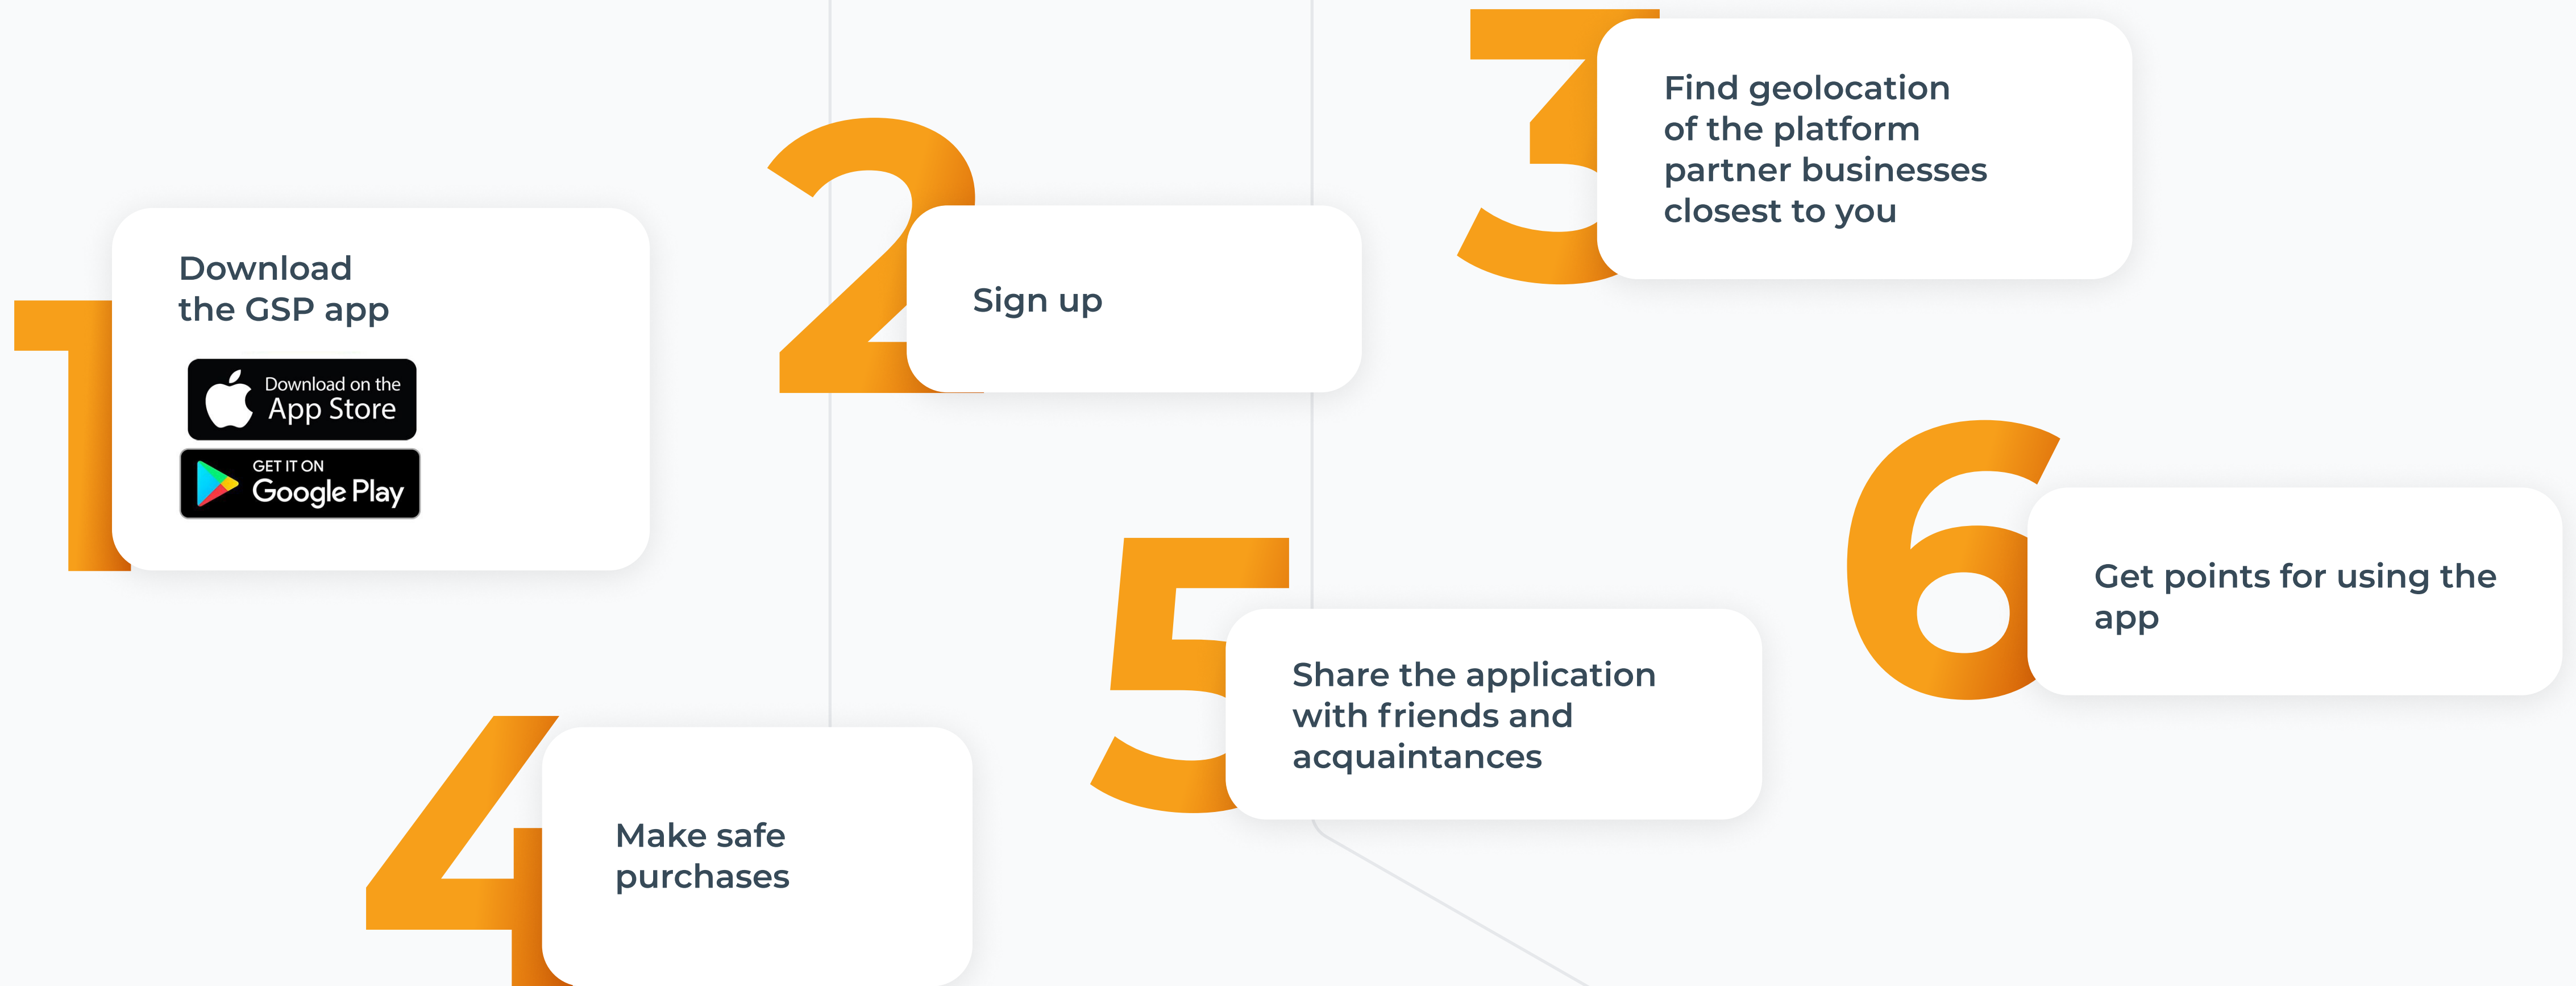 1
Download
the GSP app
Download on the
App Store
GET IT ON
Google Play
2
Sign up
3
Find geolocation
of the platform
partner businesses
closest to you
4
Make safe
purchases
5
Share the application
with friends and
acquaintances
6
Get points for using the
app